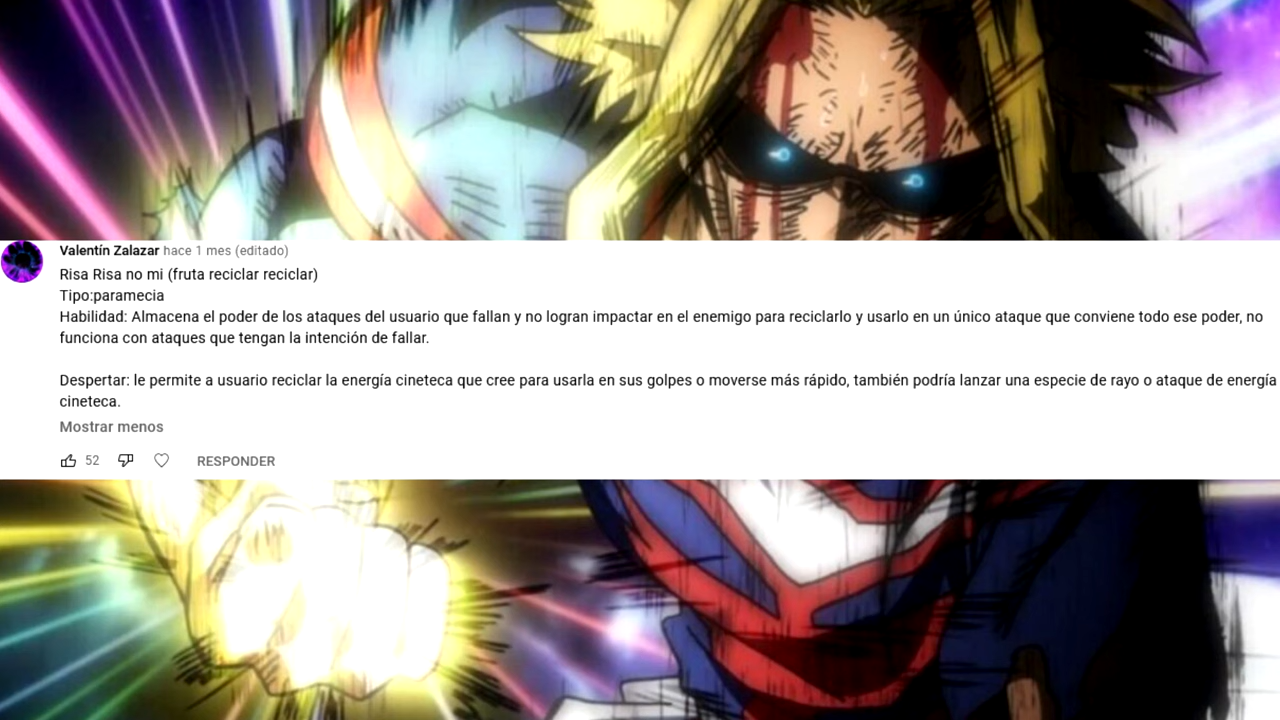 Valentín Zalazar hace 1 mes (editado)
Risa Risa no mi (fruta reciclar reciclar)
Tipo:paramecia
Habilidad: Almacena el poder de los ataques del usuario que fallan y no logran impactar en el enemigo para reciclarlo y usarlo en un único ataque que conviene todo ese poder, no
funciona con ataques que tengan la intención de fallar.
Despertar: le permite a usuario reciclar la energía cineteca que cree para usarla en sus golpes o moverse más rápido, también podría lanzar una especie de rayo o ataque de energía
cineteca.
Mostrar menos
52 RESPONDER